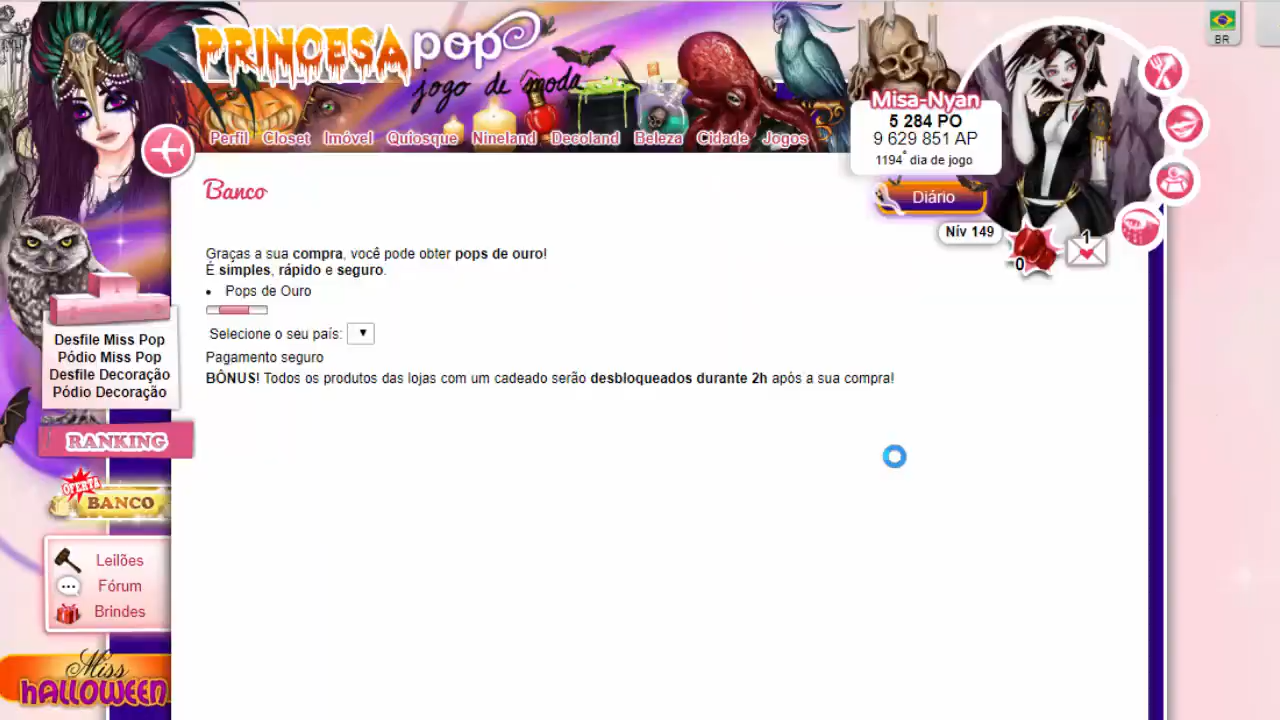 PRINCESA pop
jogo de moda
BR
Perfil Closet Imóvel Quiosque Nineland Decoland Beleza Cidade Jogos
Misa-Nyan
5 284 PO
9 629 851 AP
1194° dia de jogo
Diário
Nív 149
0
1
Banco
Graças a sua compra, você pode obter pops de ouro!
É simples, rápido e seguro.
• Pops de Ouro
Selecione o seu país:
Pagamento seguro
BÔNUS! Todos os produtos das lojas com um cadeado serão desbloqueados durante 2h após a sua compra!
Desfile Miss Pop
Pódio Miss Pop
Desfile Decoração
Pódio Decoração
RANKING
OFERTA
BANCO
Leilões
Fórum
Brindes
Miss
halloween